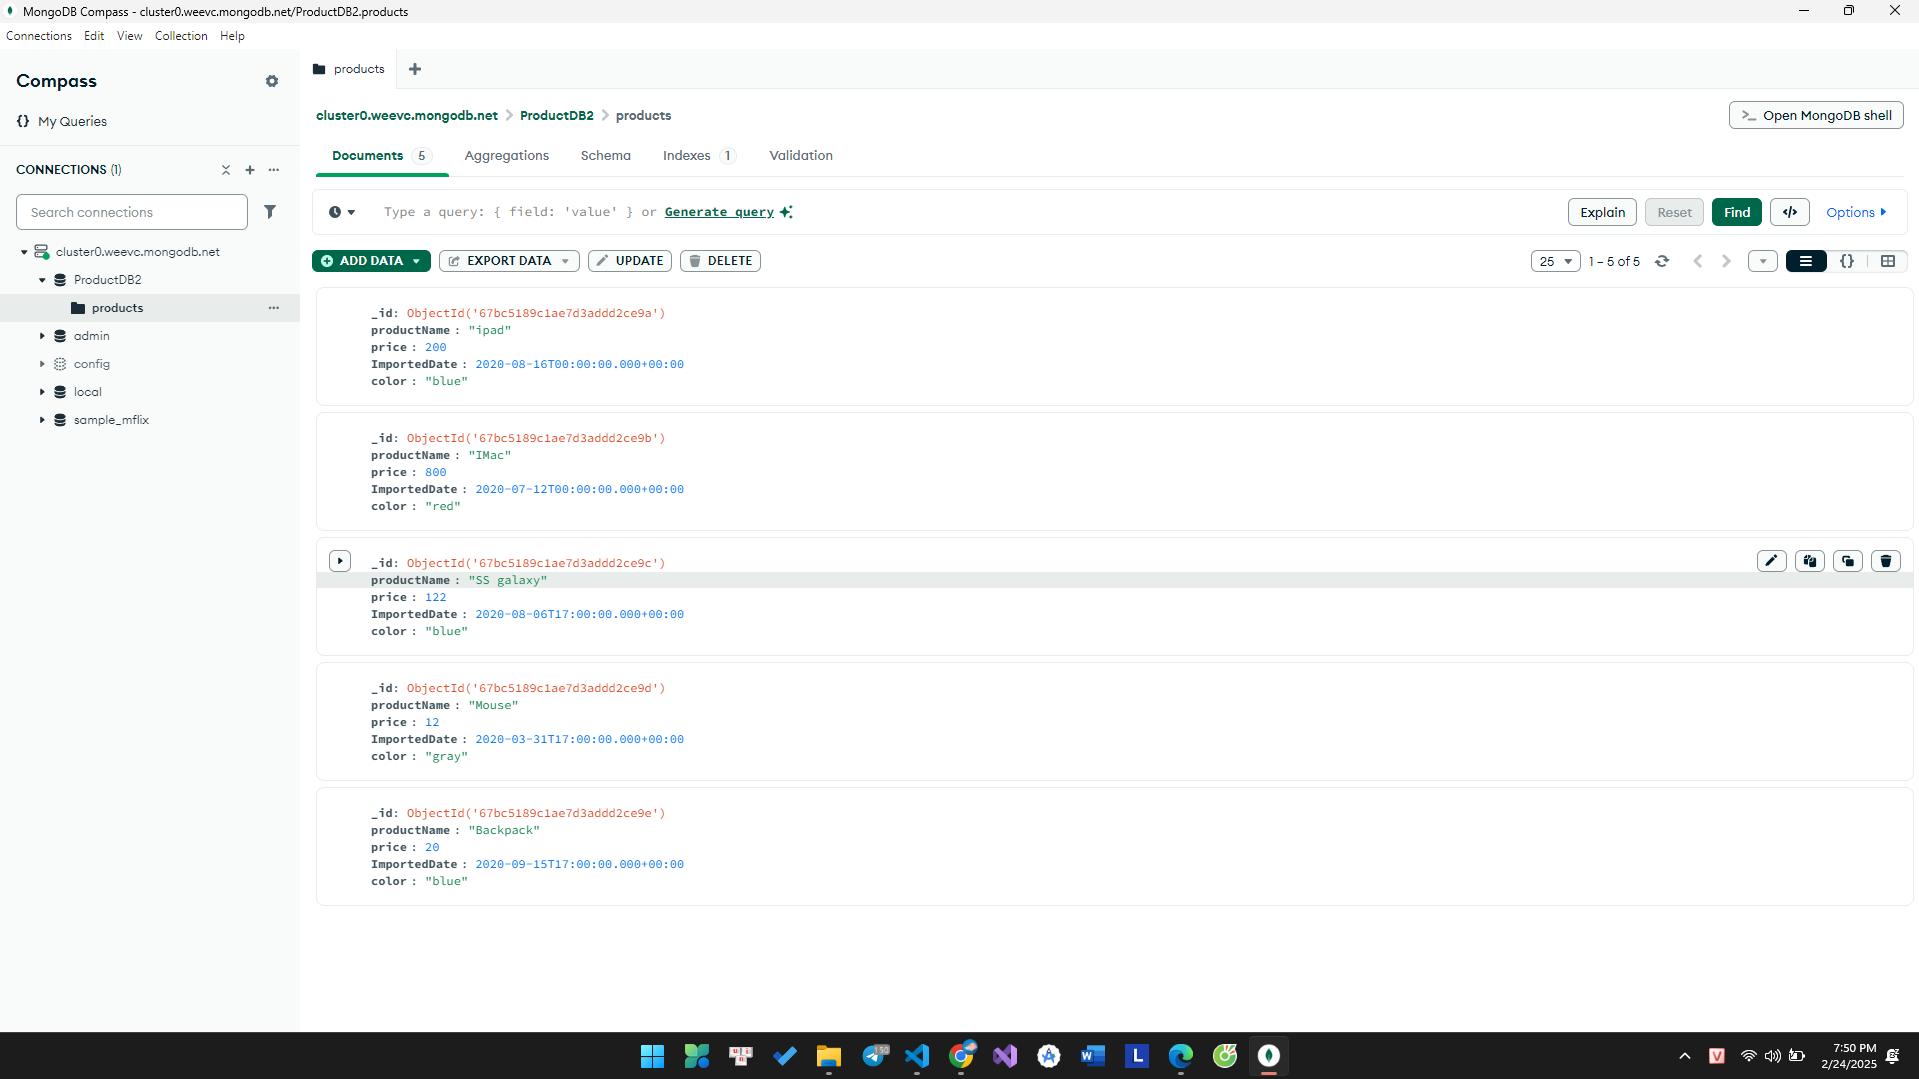 MongoDB Compass - cluster0.weevc.mongodb.net/ProductDB2.products
Connections Edit View Collection Help
Compass
{} My Queries
CONNECTIONS (1)
Search connections
cluster0.weevc.mongodb.net
ProductDB2
products
admin
config
local
sample_mflix
products
cluster0.weevc.mongodb.net > ProductDB2 > products
>_ Open MongoDB shell
Documents 5 Aggregations Schema Indexes 1 Validation
Type a query: { field: 'value' } or Generate query
Explain Reset Find </> Options
ADD DATA EXPORT DATA UPDATE DELETE
25 1 – 5 of 5 {}
_id: ObjectId('67bc5189c1ae7d3addd2ce9a')
productName : "ipad"
price : 200
ImportedDate : 2020-08-16T00:00:00.000+00:00
color : "blue"
_id: ObjectId('67bc5189c1ae7d3addd2ce9b')
productName : "IMac"
price : 800
ImportedDate : 2020-07-12T00:00:00.000+00:00
color : "red"
_id: ObjectId('67bc5189c1ae7d3addd2ce9c')
productName : "SS galaxy"
price : 122
ImportedDate : 2020-08-06T17:00:00.000+00:00
color : "blue"
_id: ObjectId('67bc5189c1ae7d3addd2ce9d')
productName : "Mouse"
price : 12
ImportedDate : 2020-03-31T17:00:00.000+00:00
color : "gray"
_id: ObjectId('67bc5189c1ae7d3addd2ce9e')
productName : "Backpack"
price : 20
ImportedDate : 2020-09-15T17:00:00.000+00:00
color : "blue"
7:50 PM
2/24/2025